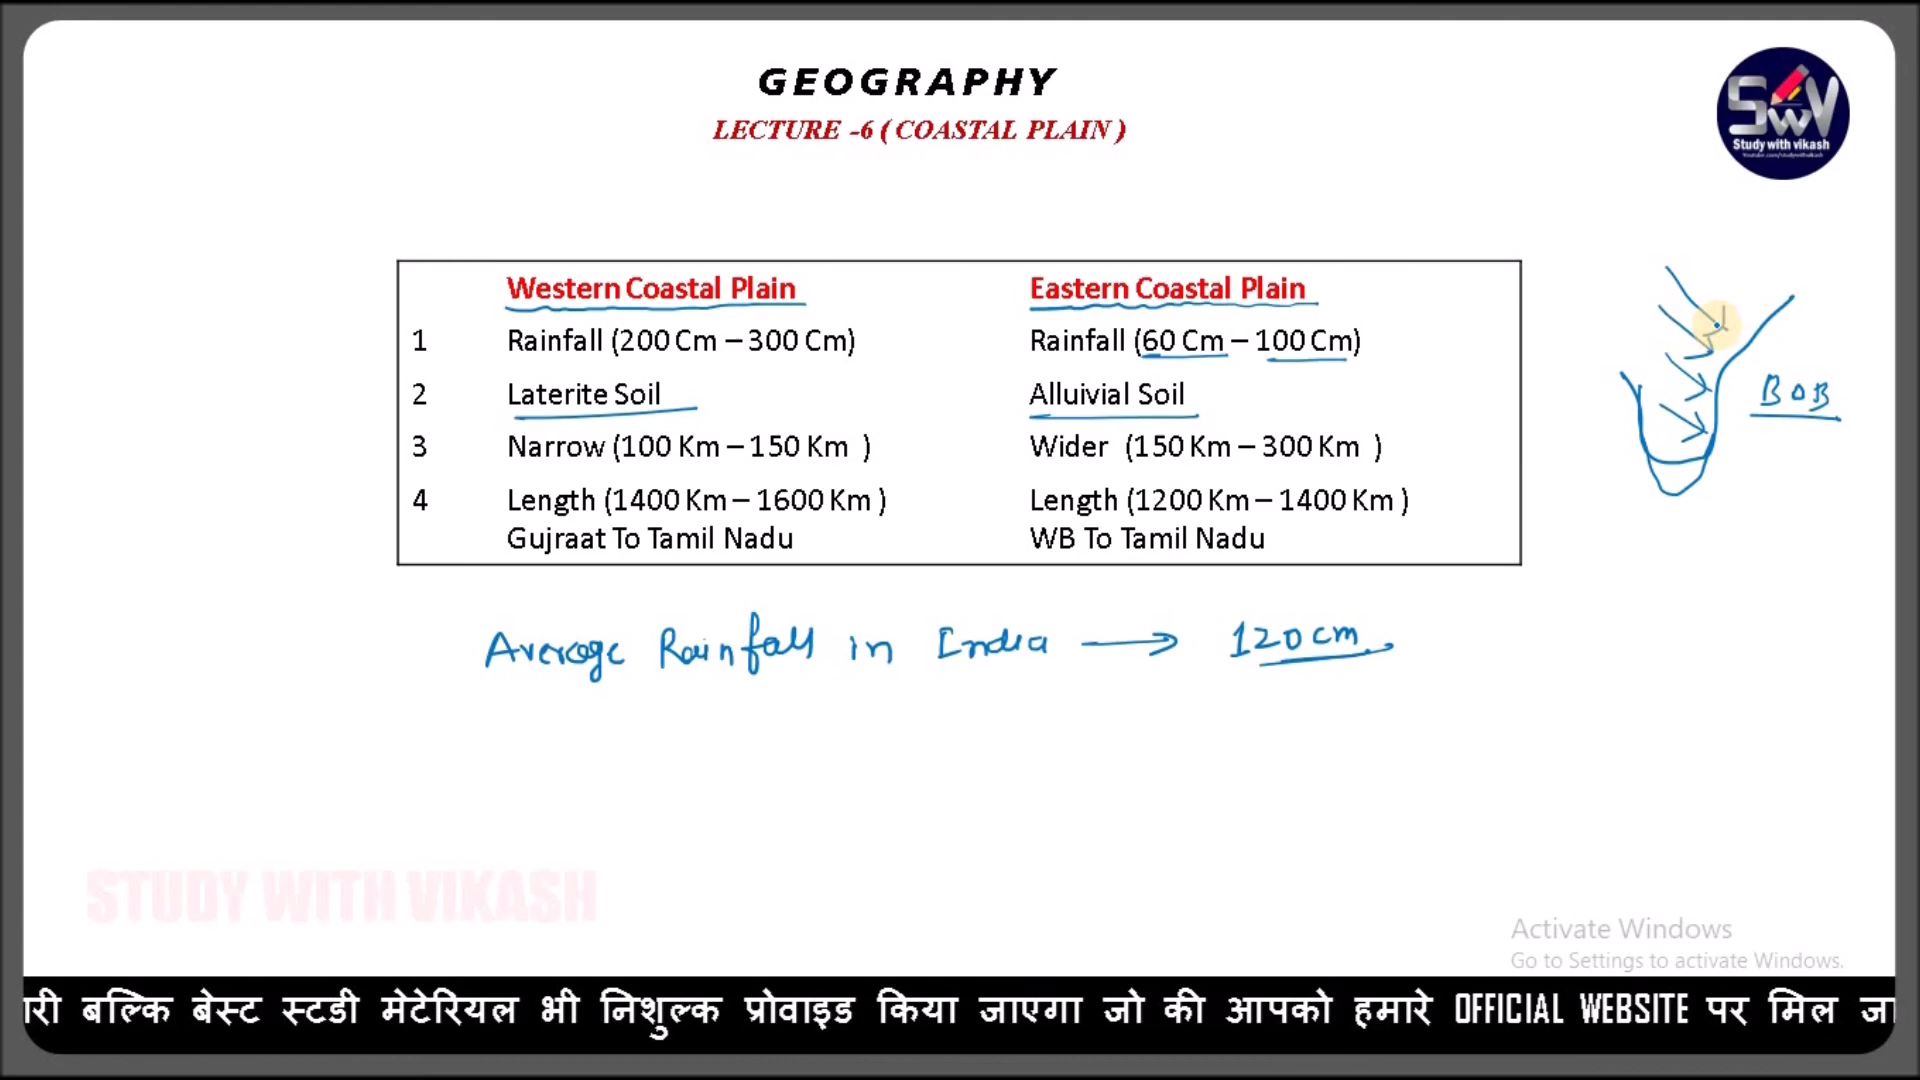 GEOGRAPHY
LECTURE -6 ( COASTAL PLAIN )
SWV
Study with vikash
Western Coastal Plain Eastern Coastal Plain
1 Rainfall (200 Cm – 300 Cm) Rainfall (60 Cm – 100 Cm)
2 Laterite Soil Alluivial Soil
3 Narrow (100 Km – 150 Km ) Wider (150 Km – 300 Km )
4 Length (1400 Km – 1600 Km ) Length (1200 Km – 1400 Km )
Gujraat To Tamil Nadu WB To Tamil Nadu
BOB
Average Rainfall in India → 120 cm
STUDY WITH VIKASH
Activate Windows
Go to Settings to activate Windows.
री बल्कि बेस्ट स्टडी मेटेरियल भी निशुल्क प्रोवाइड किया जाएगा जो की आपको हमारे OFFICIAL WEBSITE पर मिल जा